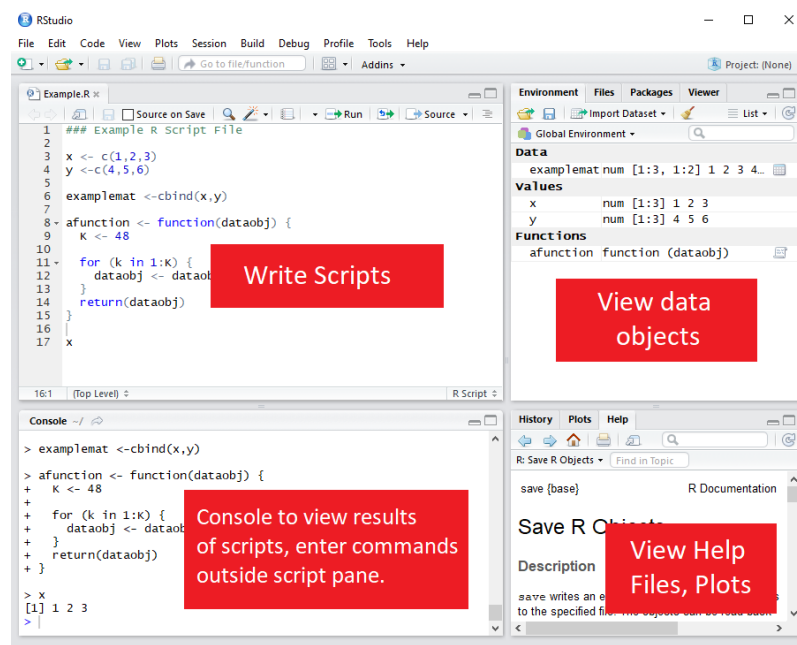 RStudio
File Edit Code View Plots Session Build Debug Profile Tools Help
Go to file/function Addins Project: (None)
Example.R
Source on Save Run Source
1 ### Example R Script File
2
3 x <- c(1,2,3)
4 y <-c(4,5,6)
5
6 examplemat <-cbind(x,y)
7
8 afunction <- function(dataobj) {
9 K <- 48
10
11 for (k in 1:K) {
12 dataobj <- datao
13 }
14 return(dataobj)
15 }
16
17 x
Write Scripts
16:1 (Top Level) R Script
Environment Files Packages Viewer
Import Dataset List
Global Environment
Data
examplemat num [1:3, 1:2] 1 2 3 4…
Values
x num [1:3] 1 2 3
y num [1:3] 4 5 6
Functions
afunction function (dataobj)
View data
objects
Console ~/
> examplemat <-cbind(x,y)
> afunction <- function(dataobj) {
+ K <- 48
+
+ for (k in 1:K) {
+ dataobj <- datao
+ }
+ return(dataobj)
+ }
> x
[1] 1 2 3
>
Console to view results
of scripts, enter commands
outside script pane.
History Plots Help
R: Save R Objects Find in Topic
save {base} R Documentation
Save R
Description
save writes an
to the specified
View Help
Files, Plots